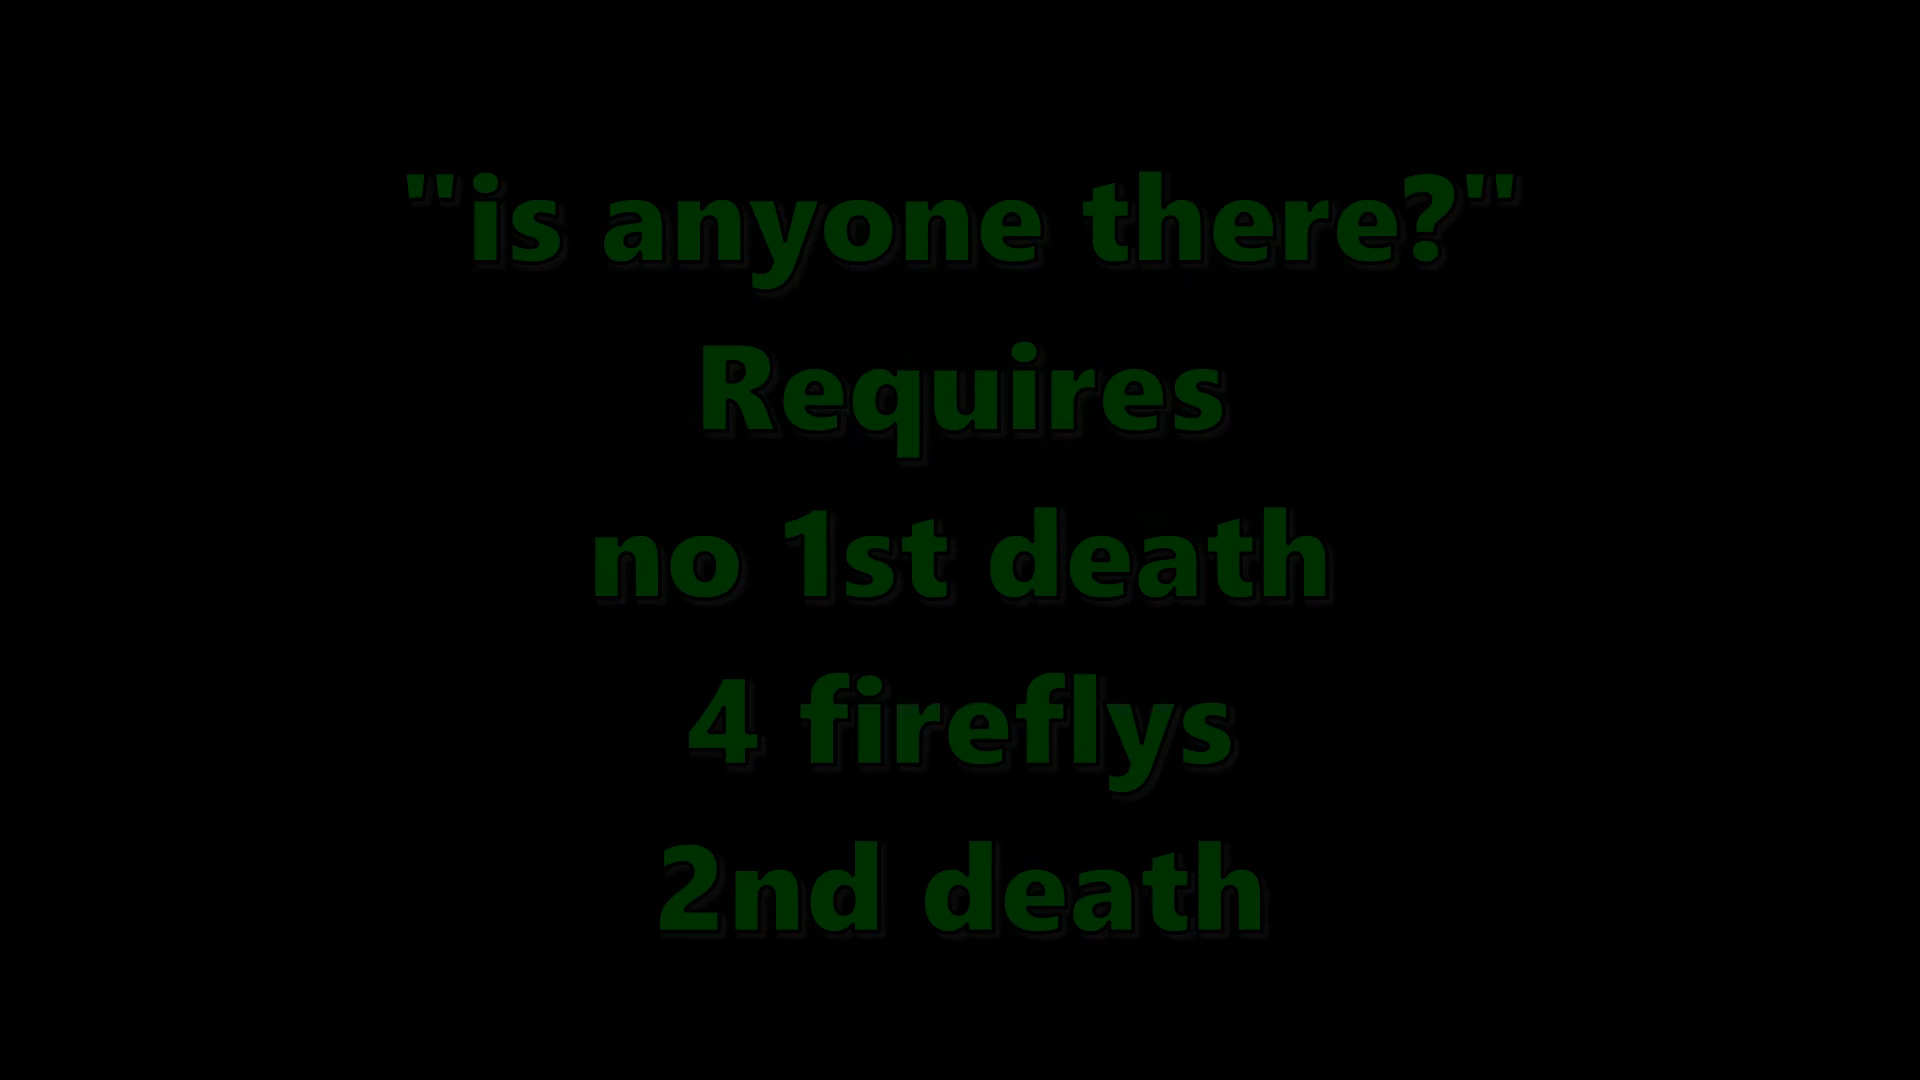 "is anyone there?"
Requires
no 1st death
4 fireflys
2nd death